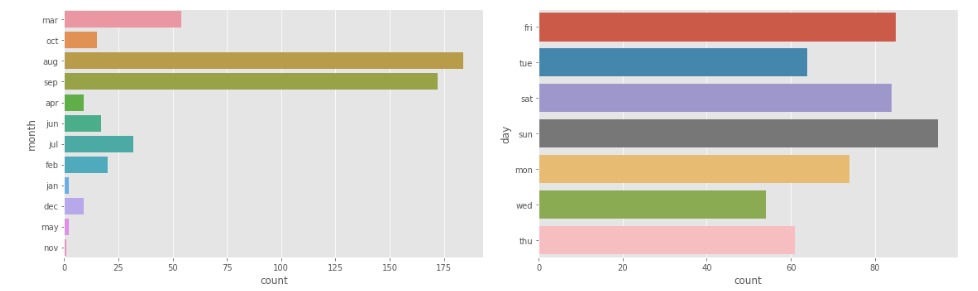 mar
oct
aug
sep
apr
jun
jul
feb
jan
dec
may
nov
month
0 25 50 75 100 125 150 175
count
fri
tue
sat
sun
mon
wed
thu
day
0 20 40 60 80
count